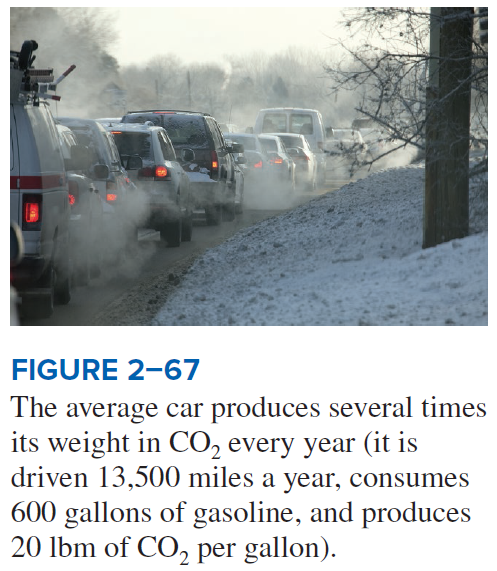 FIGURE 2–67
The average car produces several times
its weight in CO₂ every year (it is
driven 13,500 miles a year, consumes
600 gallons of gasoline, and produces
20 lbm of CO₂ per gallon).